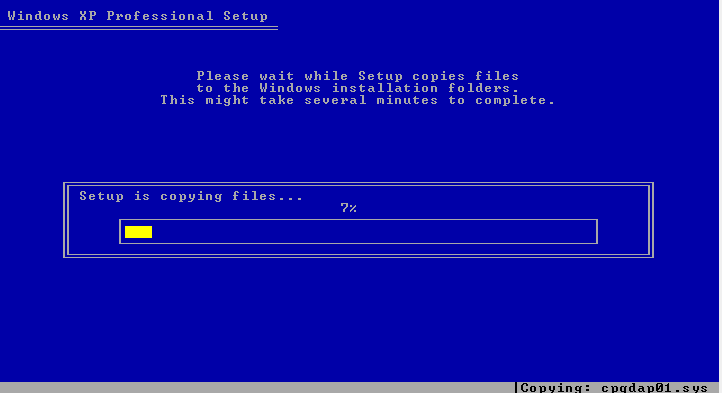 Windows XP Professional Setup
Please wait while Setup copies files
to the Windows installation folders.
This might take several minutes to complete.
Setup is copying files...
7%
Copying: cpqdap01.sys